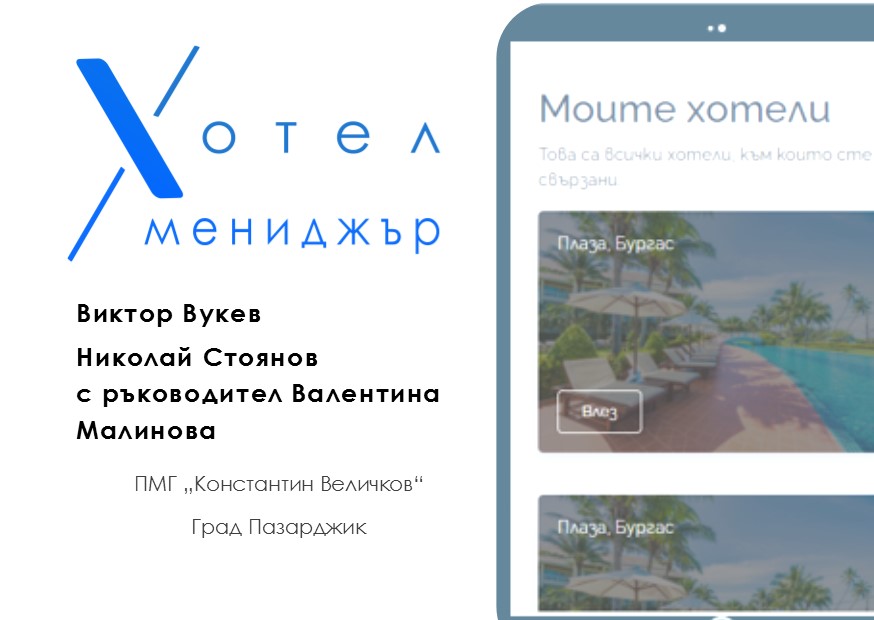 Хотел
мениджър
Виктор Вукев
Николай Стоянов
с ръководител Валентина
Малинова
ПМГ „Константин Величков“
Град Пазарджик
Моите хотели
Това са всички хотели, към които сте
свързани.
Плаза, Бургас
Влез
Плаза, Бургас